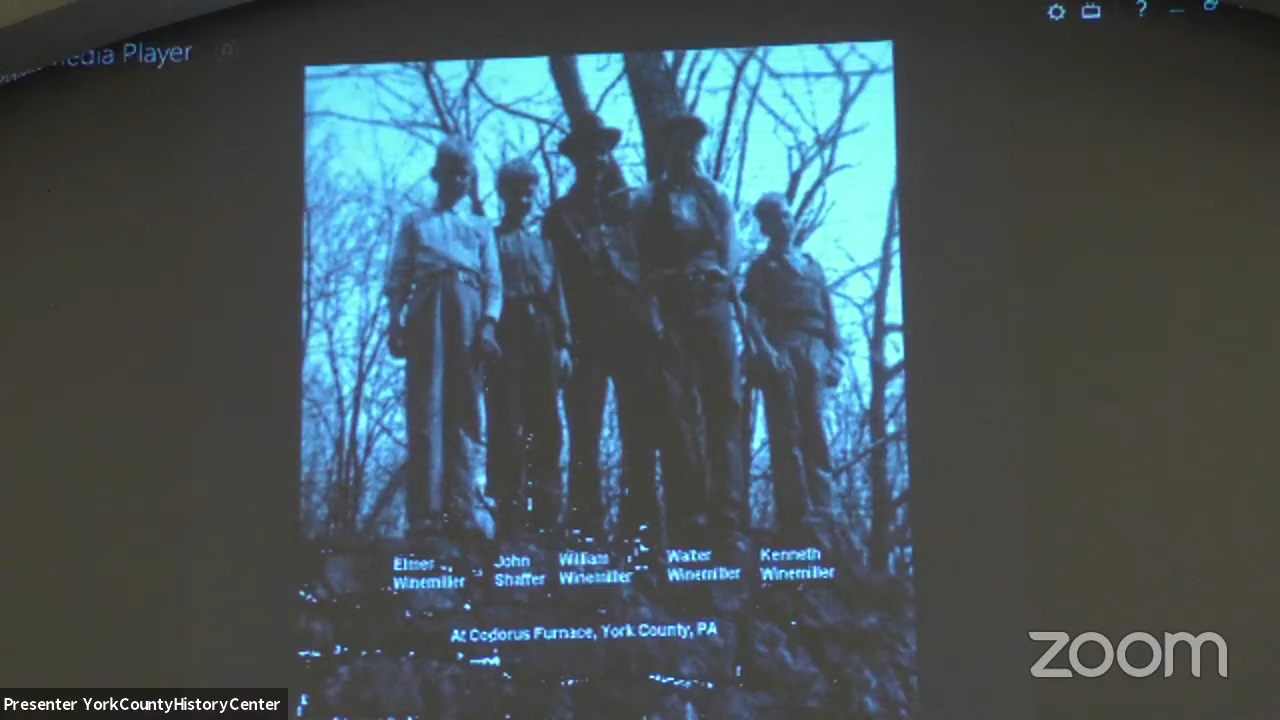 Media Player
?
Elmer
Winemiller
John
Shaffer
William
Winemiller
Walter
Winemiller
Kenneth
Winemiller
At Codorus Furnace, York County, PA
zoom
Presenter YorkCountyHistoryCenter